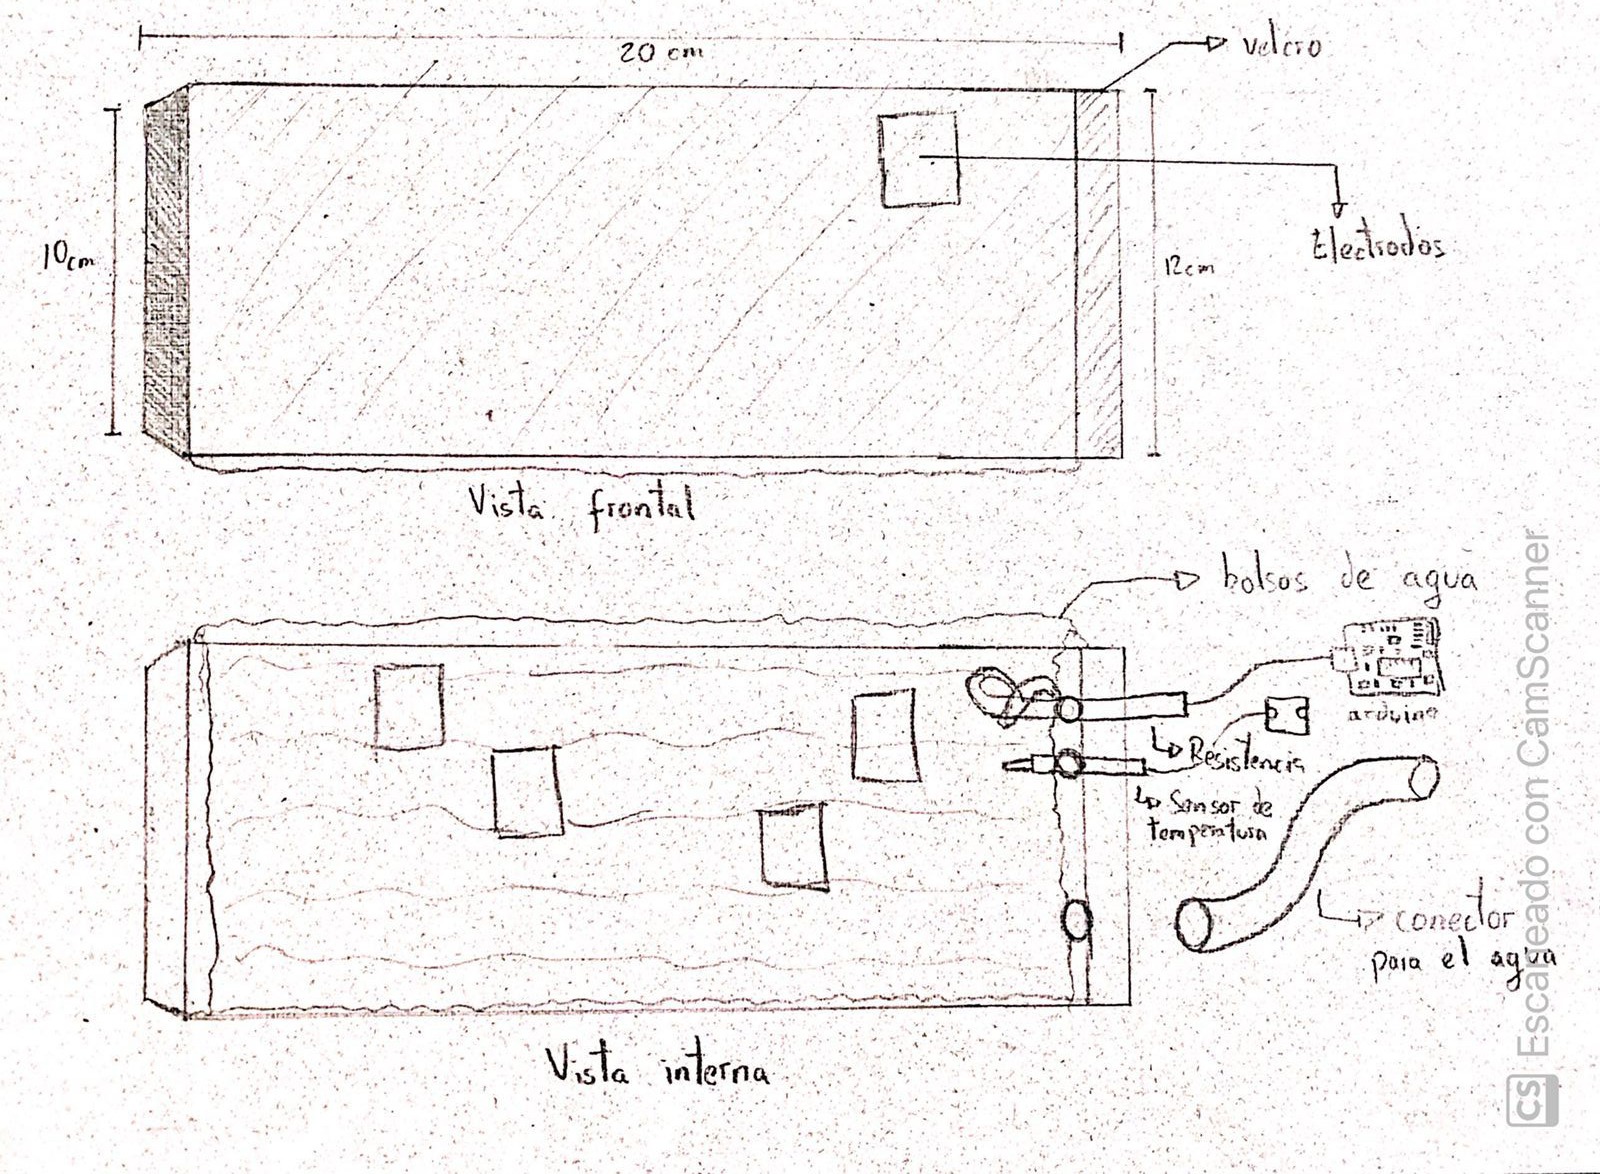 20 cm
velcro
10cm
12cm
Electrodos
Vista frontal
bolsos de agua
arduino
Resistencia
Sensor de
temperatura
conector
para el agua
Vista interna
CS Escaneado con CamScanner